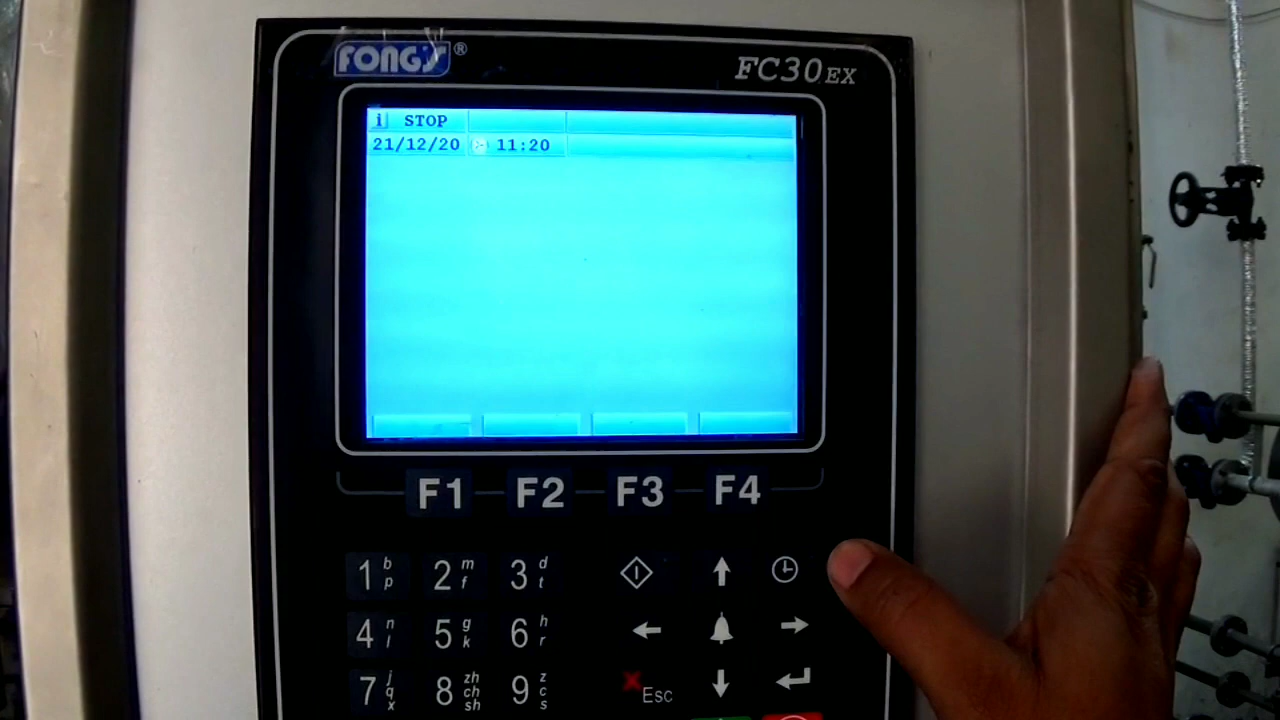 FONG'S®
FC30EX
i STOP
21/12/20 11:20
F1 F2 F3 F4
1 b p 2 m f 3 d t
4 n l 5 g k 6 h r
7 j q x 8 zh ch sh 9 z c s Esc